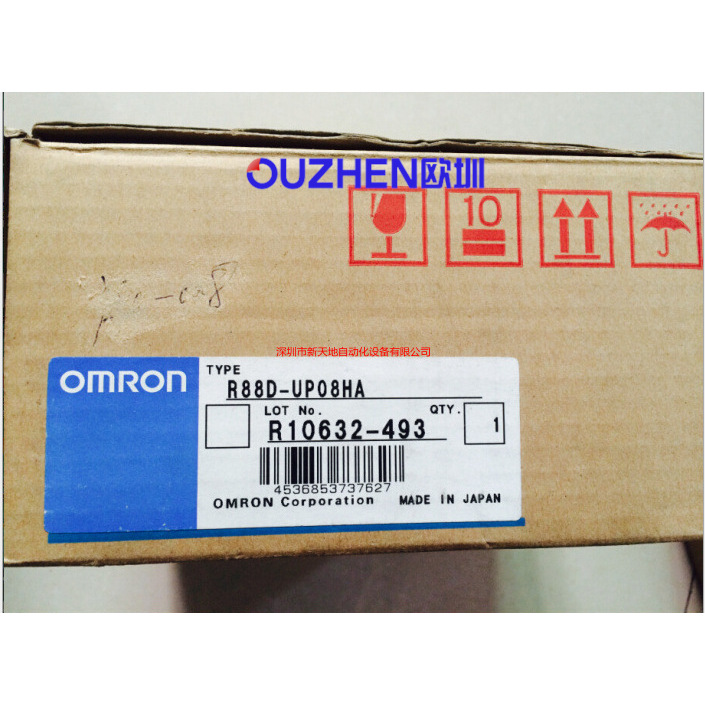 OUZHEN欧圳
10
深圳市新天地自动化设备有限公司
OMRON
TYPE
R88D-UP08HA
LOT No.
QTY.
R10632-493
1
4536853737627
OMRON Corporation
MADE IN JAPAN